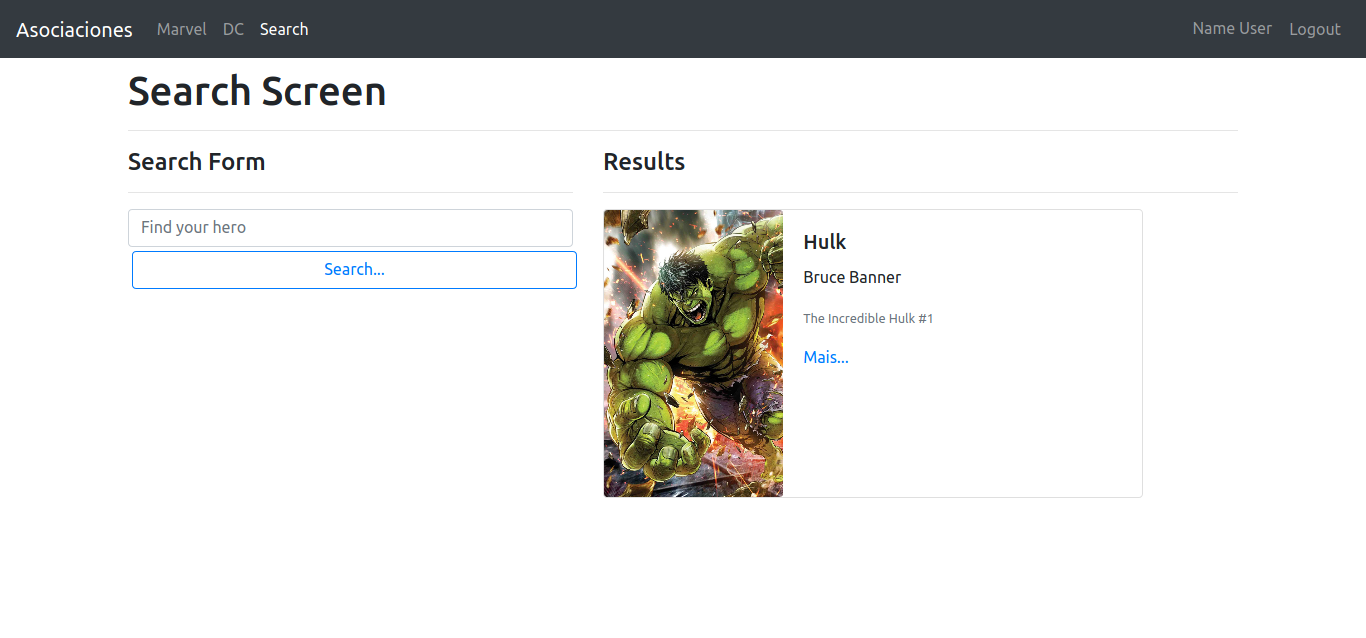 Asociaciones Marvel DC Search Name User Logout
Search Screen
Search Form
Find your hero
Search...
Results
Hulk
Bruce Banner
The Incredible Hulk #1
Mais...